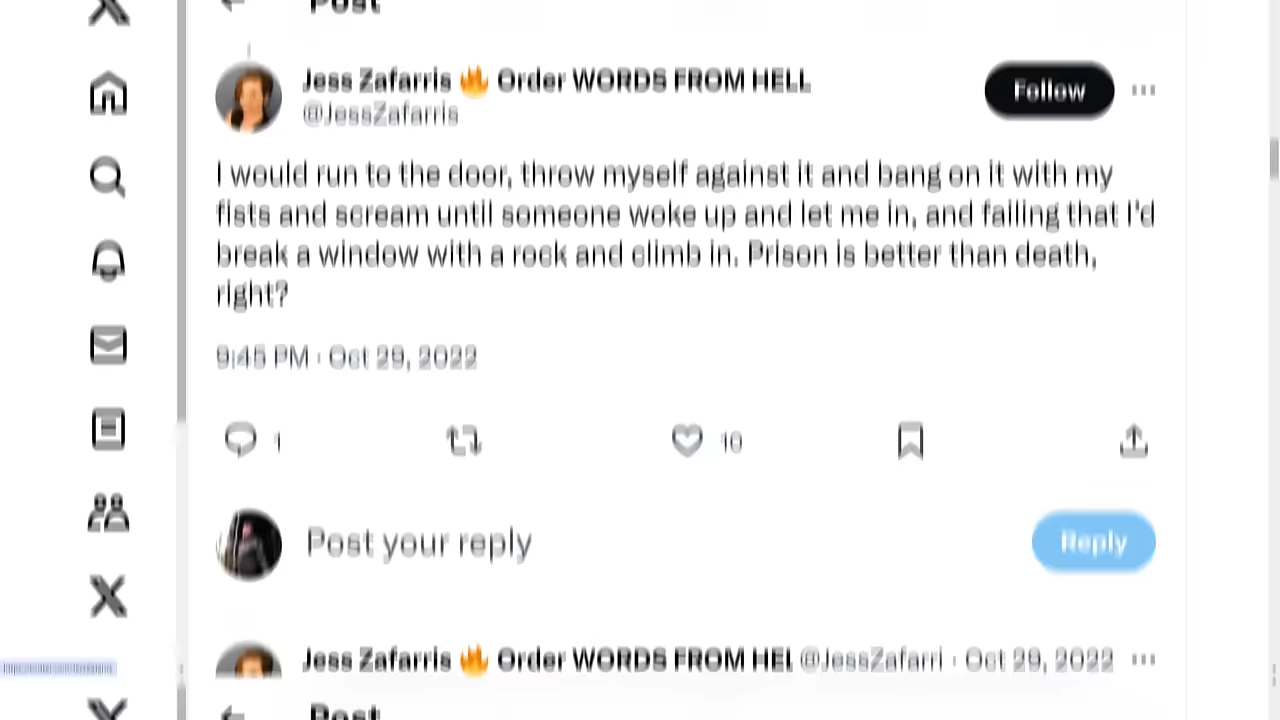 Post
Jess Zafarris 🔥 Order WORDS FROM HELL
Follow
@JessZafarris
I would run to the door, throw myself against it and bang on it with my
fists and scream until someone woke up and let me in, and failing that I'd
break a window with a rock and climb in. Prison is better than death,
right?
9:45 PM · Oct 29, 2022
1
10
Post your reply
Reply
Jess Zafarris 🔥 Order WORDS FROM HEL @JessZafarri · Oct 29, 2022
Post